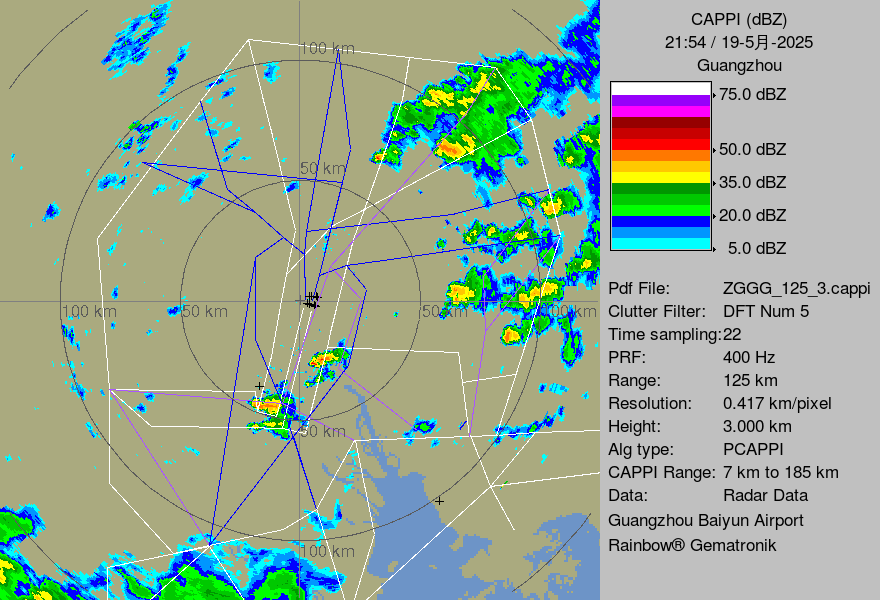 CAPPI (dBZ)
21:54 / 19-5月-2025
Guangzhou
75.0 dBZ
50.0 dBZ
35.0 dBZ
20.0 dBZ
5.0 dBZ
Pdf File: ZGGG_125_3.cappi
Clutter Filter: DFT Num 5
Time sampling:22
PRF: 400 Hz
Range: 125 km
Resolution: 0.417 km/pixel
Height: 3.000 km
Alg type: PCAPPI
CAPPI Range: 7 km to 185 km
Data: Radar Data
Guangzhou Baiyun Airport
Rainbow® Gematronik
100 km
50 km
100 km
50 km
50 km
100 km
50 km
100 km